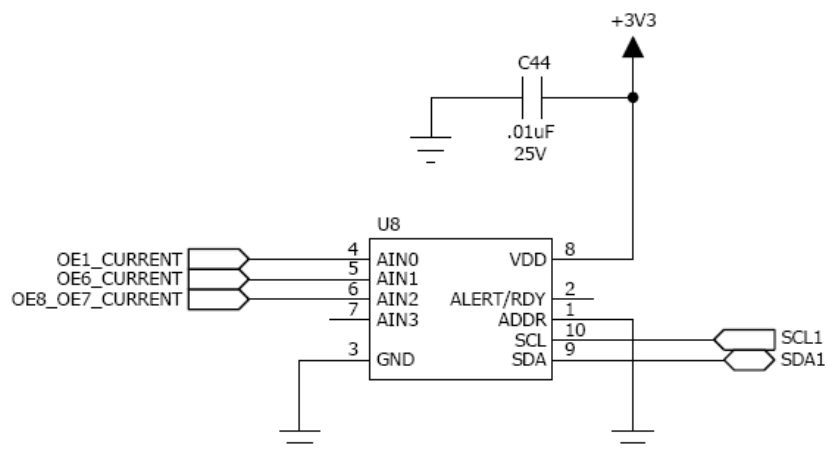 +3V3
C44
.01uF
25V
U8
OE1_CURRENT 4 AIN0 VDD 8
OE6_CURRENT 5 AIN1
OE8_OE7_CURRENT 6 AIN2 ALERT/RDY 2
7 AIN3 ADDR 1
SCL 10 SCL1
3 GND SDA 9 SDA1